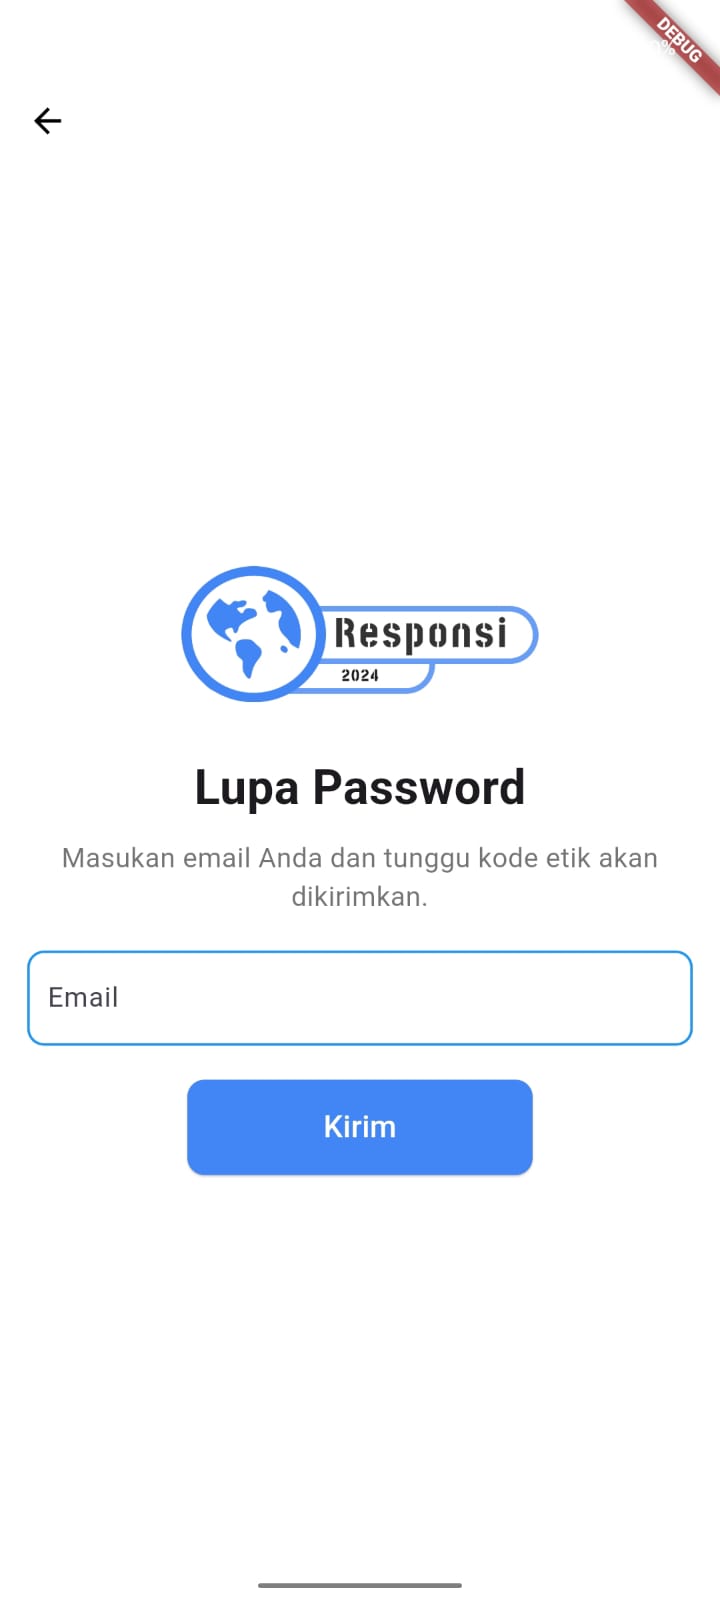 DEBUG
Responsi
2024
Lupa Password
Masukan email Anda dan tunggu kode etik akan
dikirimkan.
Email
Kirim